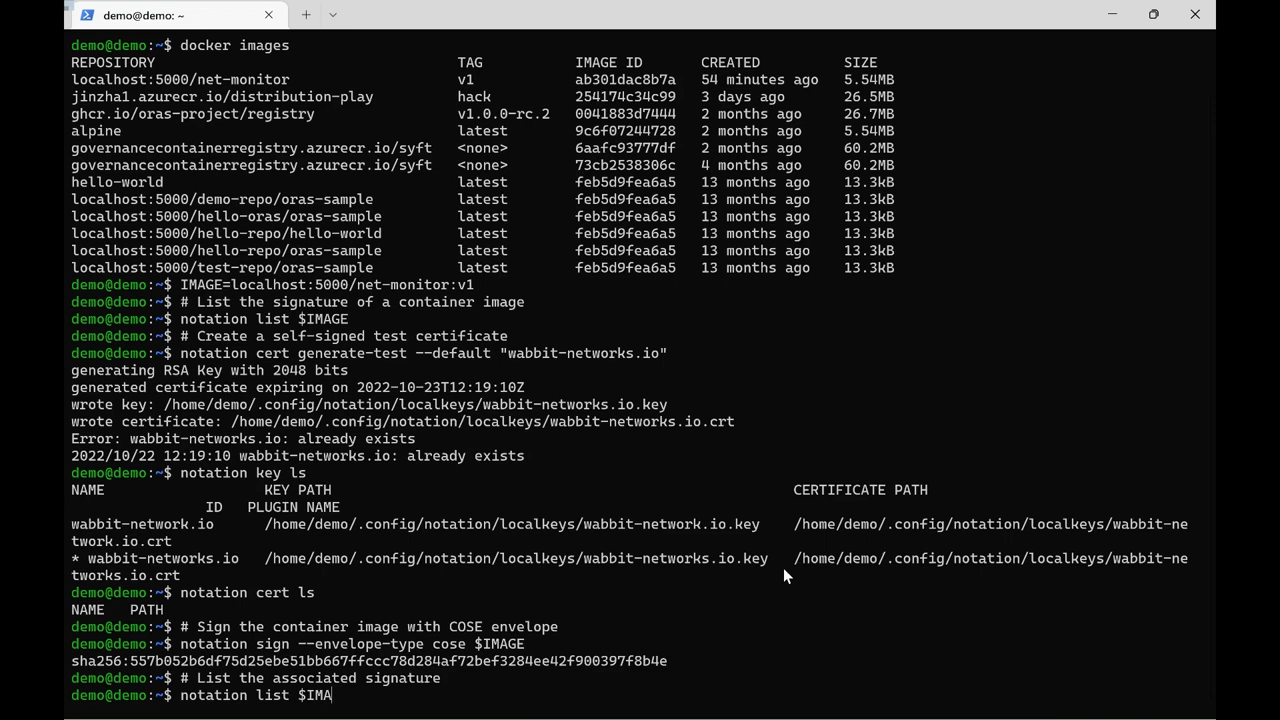 demo@demo: ~
demo@demo:~$ docker images
REPOSITORY TAG IMAGE ID CREATED SIZE
localhost:5000/net-monitor v1 ab301dac8b7a 54 minutes ago 5.54MB
jinzha1.azurecr.io/distribution-play hack 254174c34c99 3 days ago 26.5MB
ghcr.io/oras-project/registry v1.0.0-rc.2 0041883d7444 2 months ago 26.7MB
alpine latest 9c6f07244728 2 months ago 5.54MB
governancecontainerregistry.azurecr.io/syft <none> 6aafc93777df 2 months ago 60.2MB
governancecontainerregistry.azurecr.io/syft <none> 73cb2538306c 4 months ago 60.2MB
hello-world latest feb5d9fea6a5 13 months ago 13.3kB
localhost:5000/demo-repo/oras-sample latest feb5d9fea6a5 13 months ago 13.3kB
localhost:5000/hello-oras/oras-sample latest feb5d9fea6a5 13 months ago 13.3kB
localhost:5000/hello-repo/hello-world latest feb5d9fea6a5 13 months ago 13.3kB
localhost:5000/hello-repo/oras-sample latest feb5d9fea6a5 13 months ago 13.3kB
localhost:5000/test-repo/oras-sample latest feb5d9fea6a5 13 months ago 13.3kB
demo@demo:~$ IMAGE=localhost:5000/net-monitor:v1
demo@demo:~$ # List the signature of a container image
demo@demo:~$ notation list $IMAGE
demo@demo:~$ # Create a self-signed test certificate
demo@demo:~$ notation cert generate-test --default "wabbit-networks.io"
generating RSA Key with 2048 bits
generated certificate expiring on 2022-10-23T12:19:10Z
wrote key: /home/demo/.config/notation/localkeys/wabbit-networks.io.key
wrote certificate: /home/demo/.config/notation/localkeys/wabbit-networks.io.crt
Error: wabbit-networks.io: already exists
2022/10/22 12:19:10 wabbit-networks.io: already exists
demo@demo:~$ notation key ls
NAME KEY PATH CERTIFICATE PATH
ID PLUGIN NAME
wabbit-network.io /home/demo/.config/notation/localkeys/wabbit-network.io.key /home/demo/.config/notation/localkeys/wabbit-ne
twork.io.crt
* wabbit-networks.io /home/demo/.config/notation/localkeys/wabbit-networks.io.key /home/demo/.config/notation/localkeys/wabbit-ne
tworks.io.crt
demo@demo:~$ notation cert ls
NAME PATH
demo@demo:~$ # Sign the container image with COSE envelope
demo@demo:~$ notation sign --envelope-type cose $IMAGE
sha256:557b052b6df75d25ebe51bb667ffccc78d284af72bef3284ee42f900397f8b4e
demo@demo:~$ # List the associated signature
demo@demo:~$ notation list $IMA